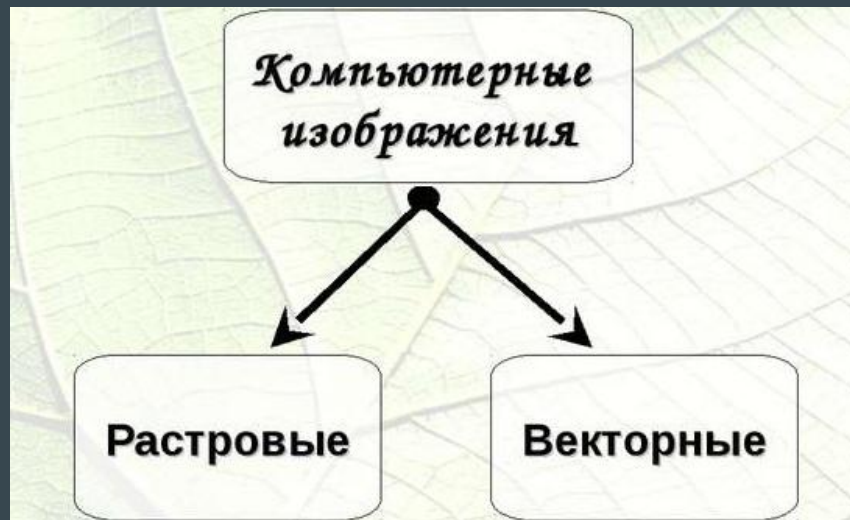 Компьютерные
изображения
Растровые
Векторные